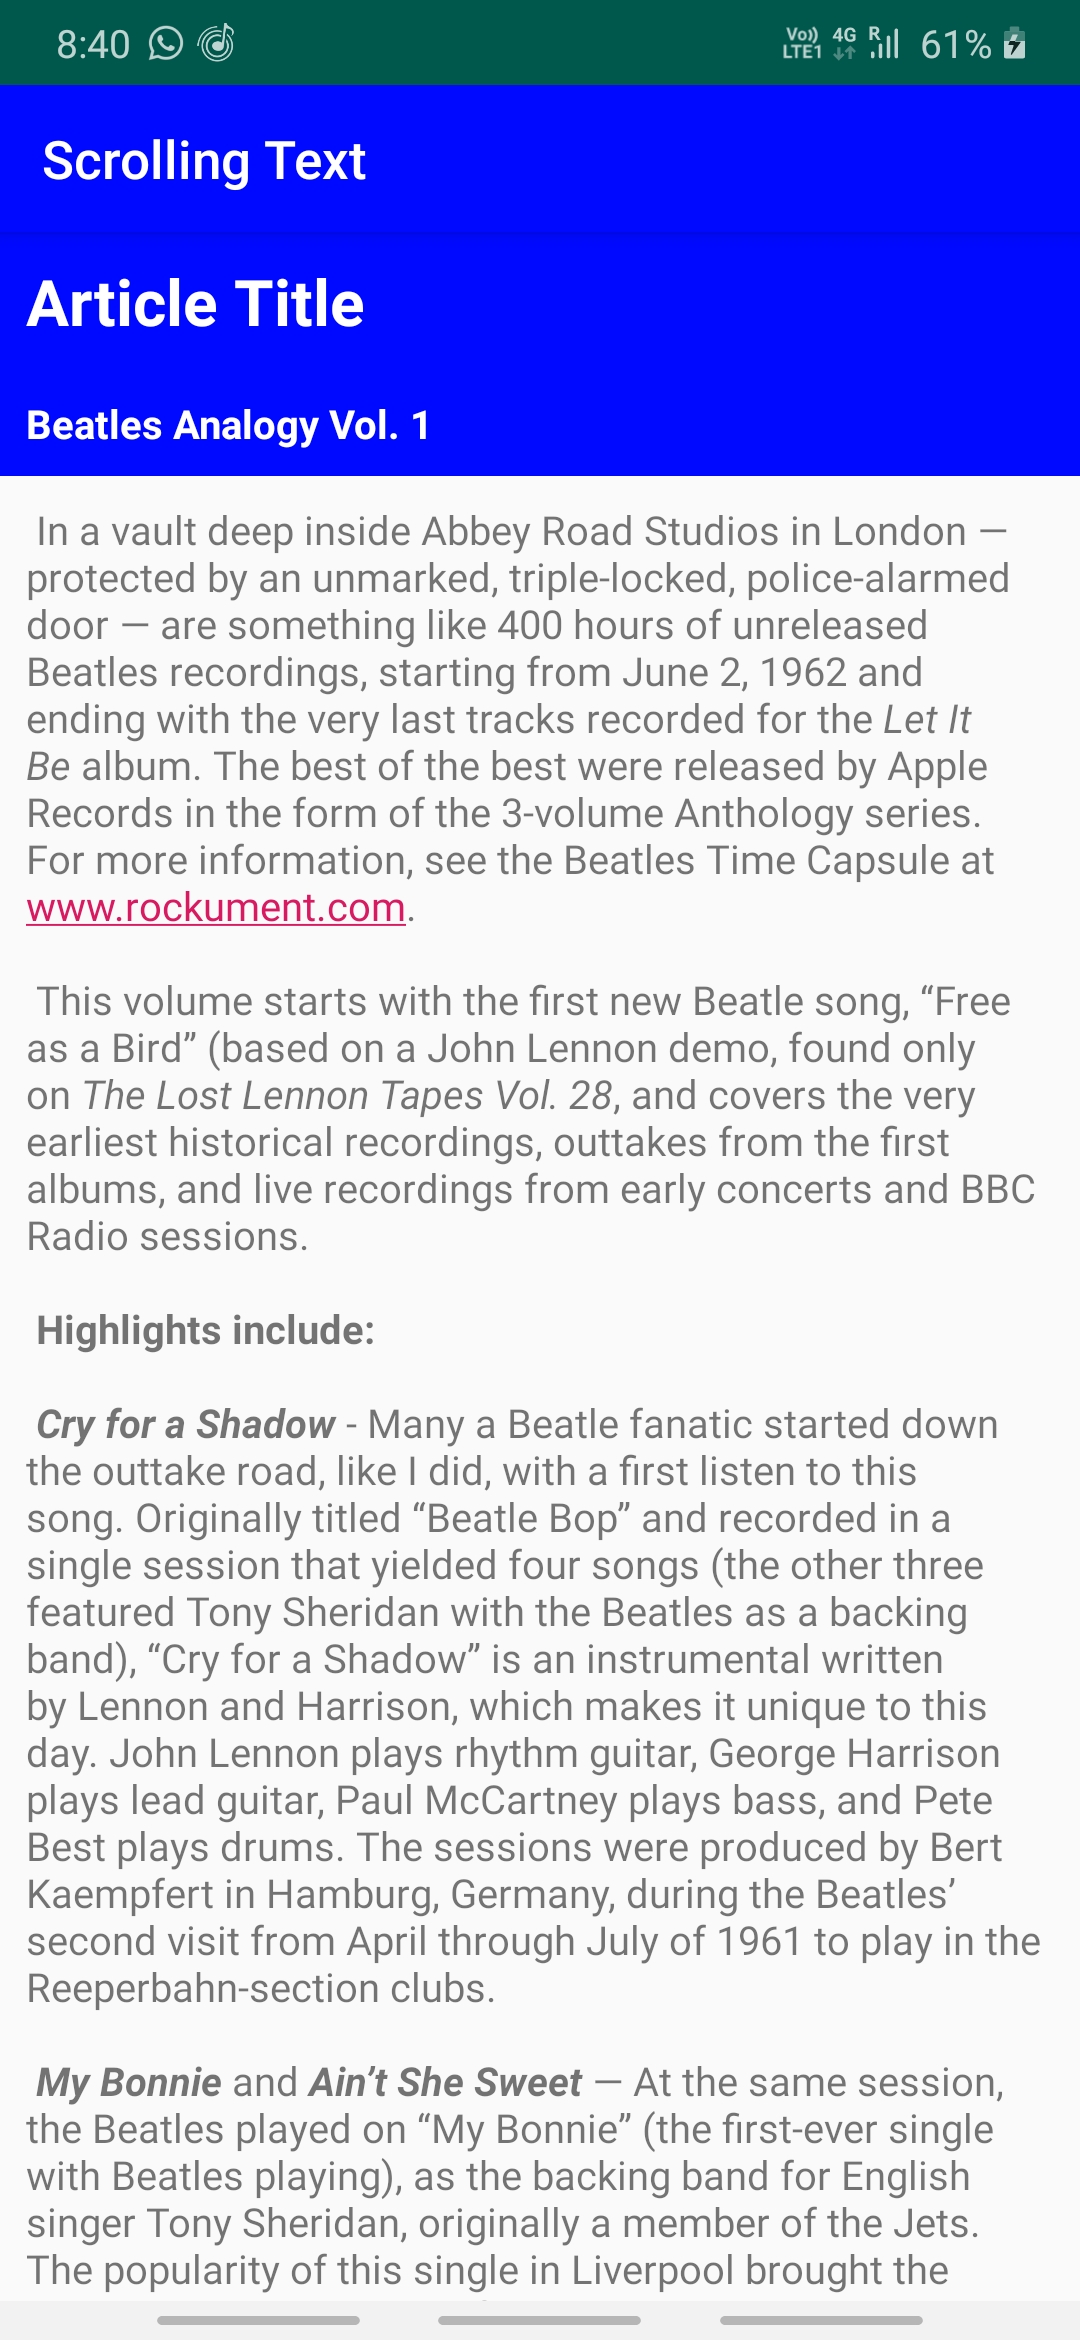 8:40
Vo)) LTE1 4G R 61%
Scrolling Text
Article Title
Beatles Analogy Vol. 1
In a vault deep inside Abbey Road Studios in London —
protected by an unmarked, triple-locked, police-alarmed
door — are something like 400 hours of unreleased
Beatles recordings, starting from June 2, 1962 and
ending with the very last tracks recorded for the Let It
Be album. The best of the best were released by Apple
Records in the form of the 3-volume Anthology series.
For more information, see the Beatles Time Capsule at
www.rockument.com.
This volume starts with the first new Beatle song, “Free
as a Bird” (based on a John Lennon demo, found only
on The Lost Lennon Tapes Vol. 28, and covers the very
earliest historical recordings, outtakes from the first
albums, and live recordings from early concerts and BBC
Radio sessions.
Highlights include:
Cry for a Shadow - Many a Beatle fanatic started down
the outtake road, like I did, with a first listen to this
song. Originally titled “Beatle Bop” and recorded in a
single session that yielded four songs (the other three
featured Tony Sheridan with the Beatles as a backing
band), “Cry for a Shadow” is an instrumental written
by Lennon and Harrison, which makes it unique to this
day. John Lennon plays rhythm guitar, George Harrison
plays lead guitar, Paul McCartney plays bass, and Pete
Best plays drums. The sessions were produced by Bert
Kaempfert in Hamburg, Germany, during the Beatles’
second visit from April through July of 1961 to play in the
Reeperbahn-section clubs.
My Bonnie and Ain’t She Sweet — At the same session,
the Beatles played on “My Bonnie” (the first-ever single
with Beatles playing), as the backing band for English
singer Tony Sheridan, originally a member of the Jets.
The popularity of this single in Liverpool brought the